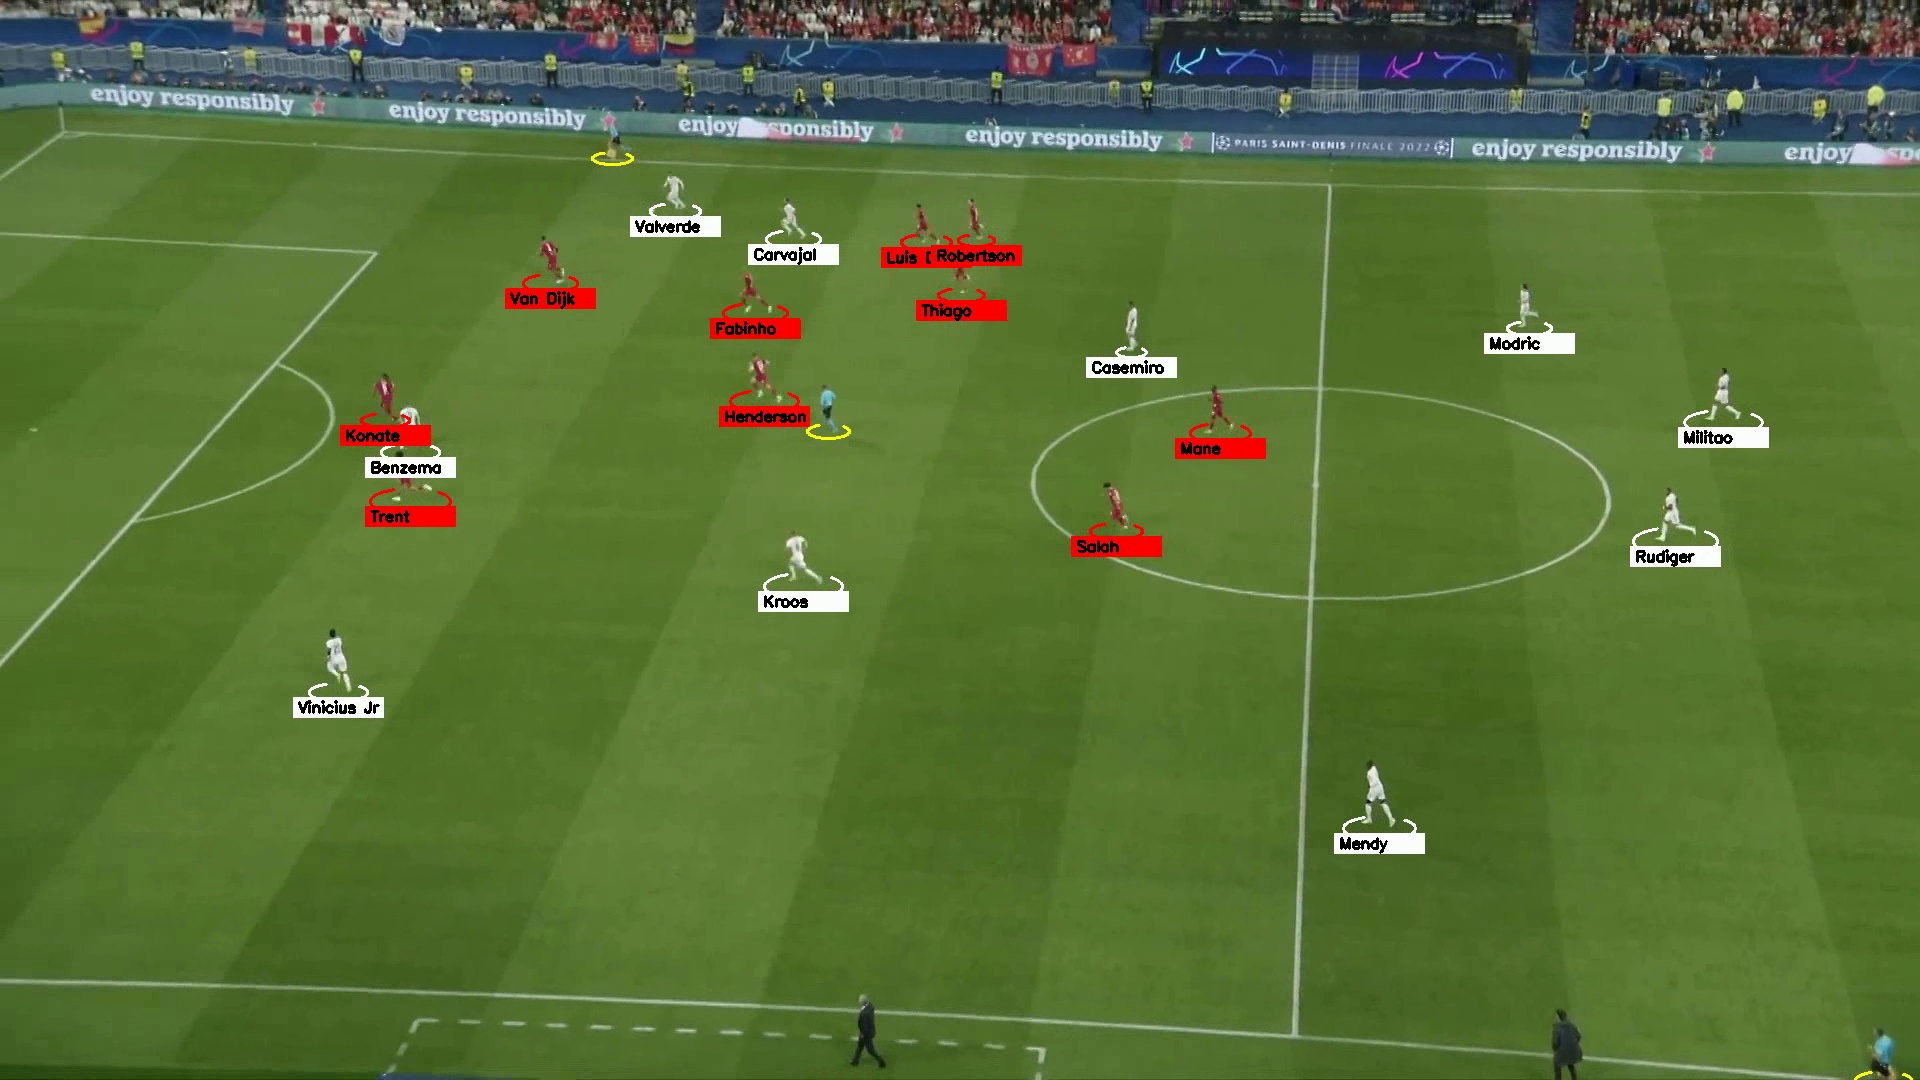 enjoy responsibly
enjoy responsibly
enjoy
sponsibly
enjoy responsibly
PARIS SAINT-DENIS FINALE 2022
enjoy responsibly
enjoy
Valverde
Carvajal
Luis
Robertson
Van Dijk
Thiago
Fabinho
Modric
Casemiro
Henderson
Konate
Militao
Mane
Benzema
Trent
Salah
Rudiger
Kroos
Vinicius Jr
Mendy